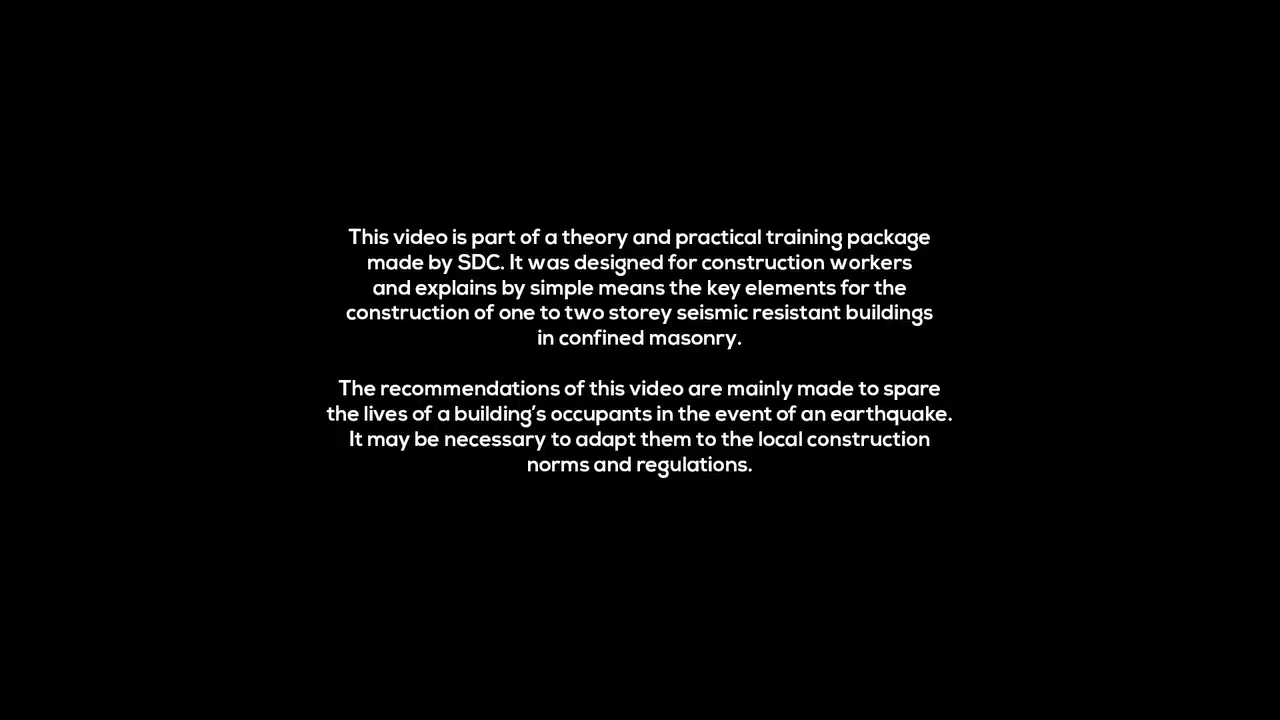 This video is part of a theory and practical training package
made by SDC. It was designed for construction workers
and explains by simple means the key elements for the
construction of one to two storey seismic resistant buildings
in confined masonry.
The recommendations of this video are mainly made to spare
the lives of a building’s occupants in the event of an earthquake.
It may be necessary to adapt them to the local construction
norms and regulations.